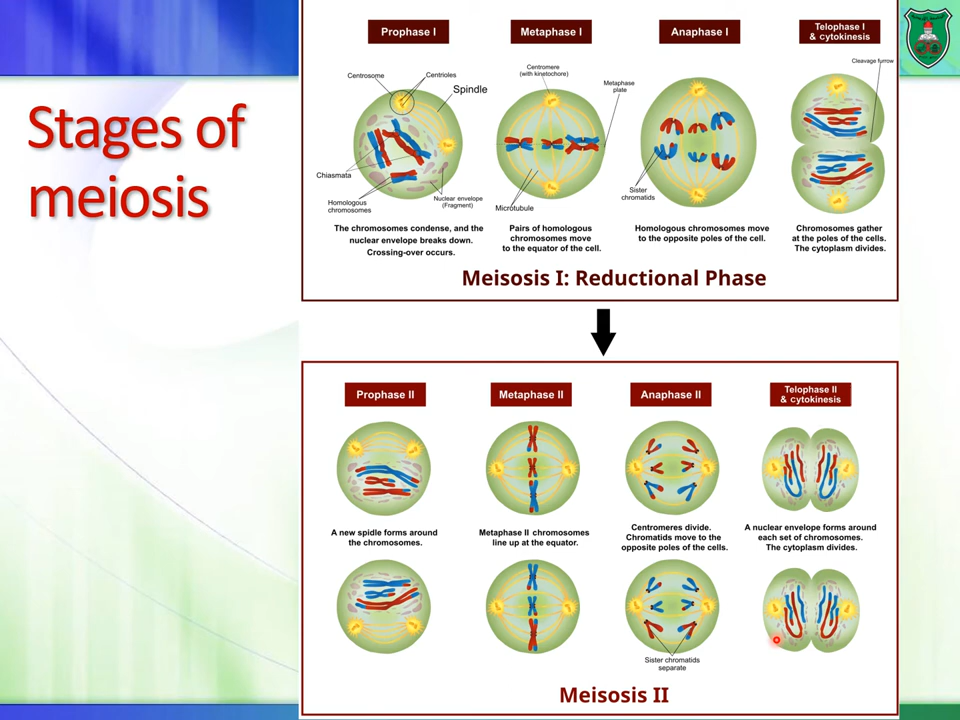 Stages of
meiosis
Prophase I
Metaphase I
Anaphase I
Telophase I
& cytokinesis
Centrosome
Centrioles
Spindle
Chiasmata
Homologous
chromosomes
Nuclear envelope
(Fragment)
Centromere
(with kinetochore)
Metaphase
plate
Microtubule
Sister
chromatids
Cleavage furrow
The chromosomes condense, and the
nuclear envelope breaks down.
Crossing-over occurs.
Pairs of homologous
chromosomes move
to the equator of the cell.
Homologous chromosomes move
to the opposite poles of the cell.
Chromosomes gather
at the poles of the cells.
The cytoplasm divides.
Meisosis I: Reductional Phase
Prophase II
Metaphase II
Anaphase II
Telophase II
& cytokinesis
A new spidle forms around
the chromosomes.
Metaphase II chromosomes
line up at the equator.
Centromeres divide.
Chromatids move to the
opposite poles of the cells.
A nuclear envelope forms around
each set of chromosomes.
The cytoplasm divides.
Sister chromatids
separate
Meisosis II